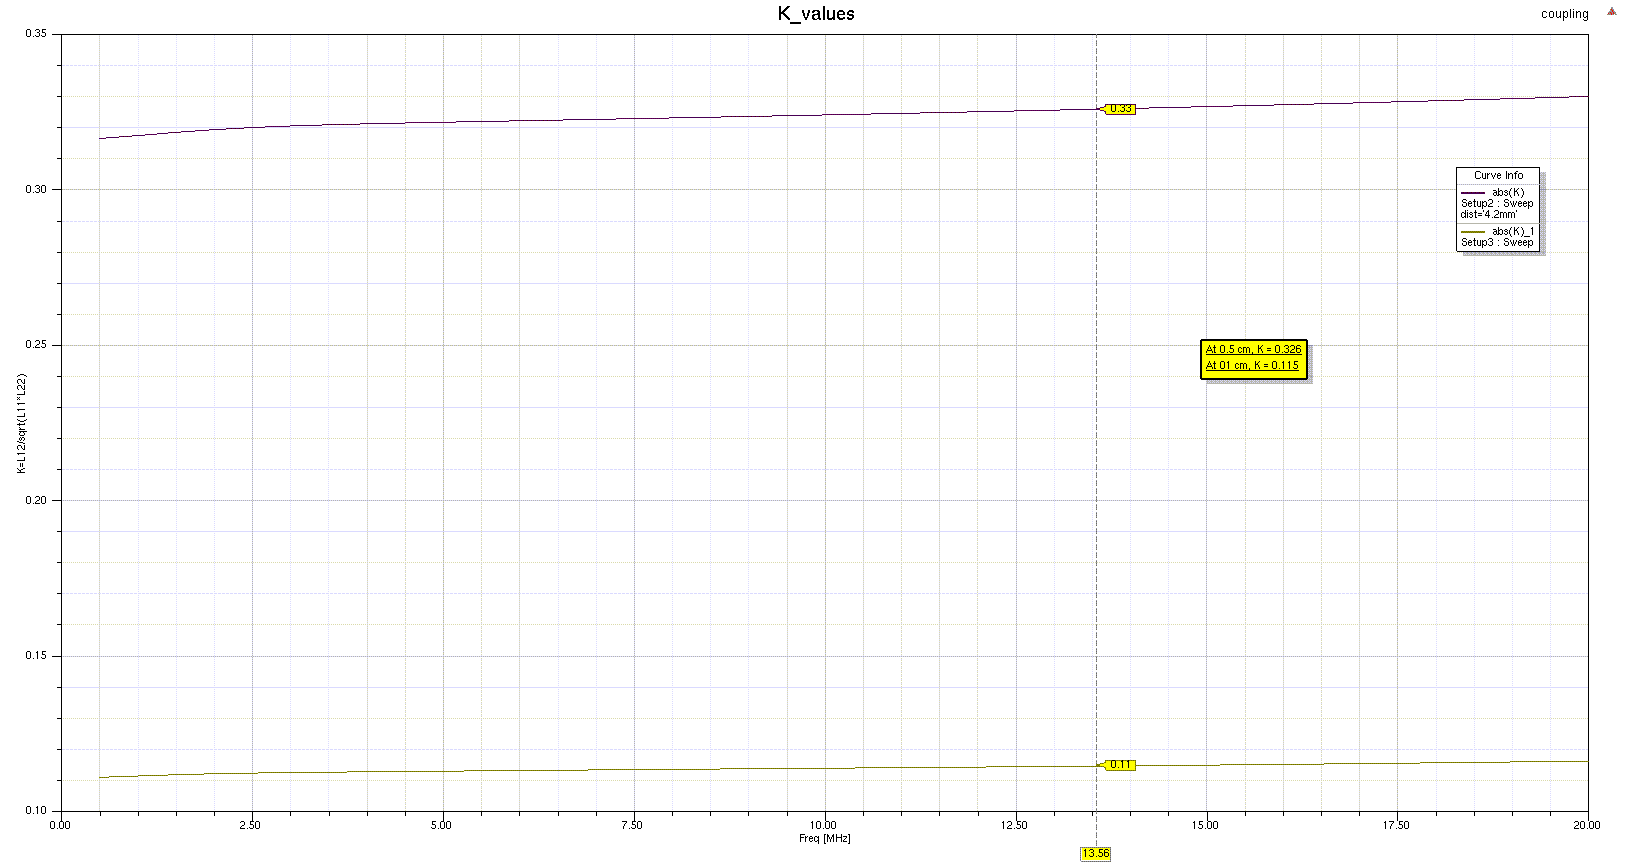 K_values
coupling
0.35
0.30
0.25
0.20
0.15
0.10
K=L12/sqrt(L11*L22)
0.33
Curve Info
abs(K)
Setup2 : Sweep
dist='4.2mm'
abs(K)_1
Setup3 : Sweep
At 0.5 cm, K = 0.326
At 01 cm, K = 0.115
0.11
0.00 2.50 5.00 7.50 10.00 12.50 15.00 17.50 20.00
Freq [MHz]
13.56